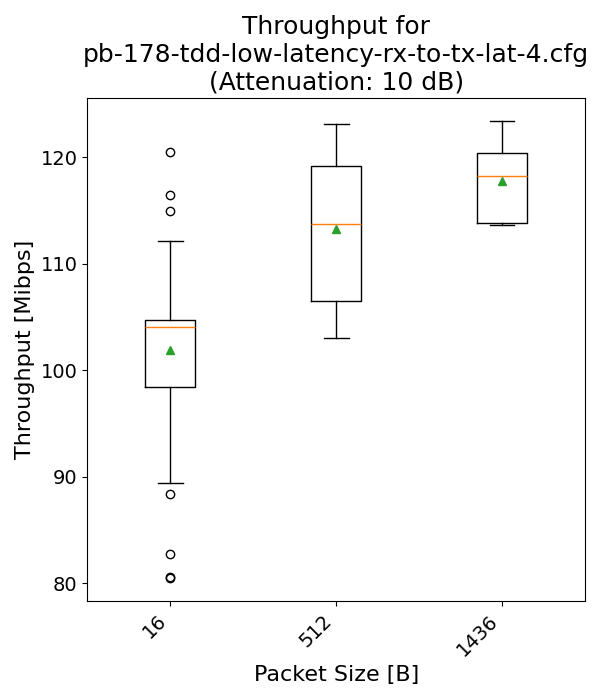 Throughput for
pb-178-tdd-low-latency-rx-to-tx-lat-4.cfg
(Attenuation: 10 dB)
Throughput [Mibps]
120
110
100
90
80
16
512
1436
Packet Size [B]